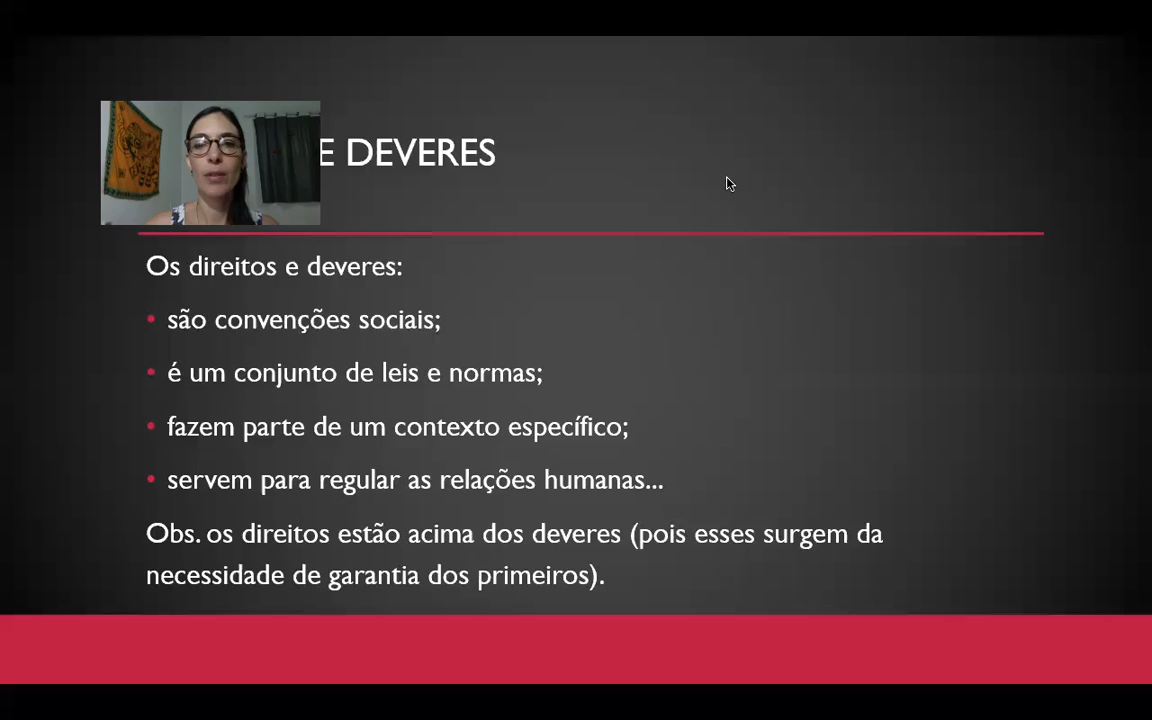 E DEVERES
Os direitos e deveres:
• são convenções sociais;
• é um conjunto de leis e normas;
• fazem parte de um contexto específico;
• servem para regular as relações humanas...
Obs. os direitos estão acima dos deveres (pois esses surgem da
necessidade de garantia dos primeiros).